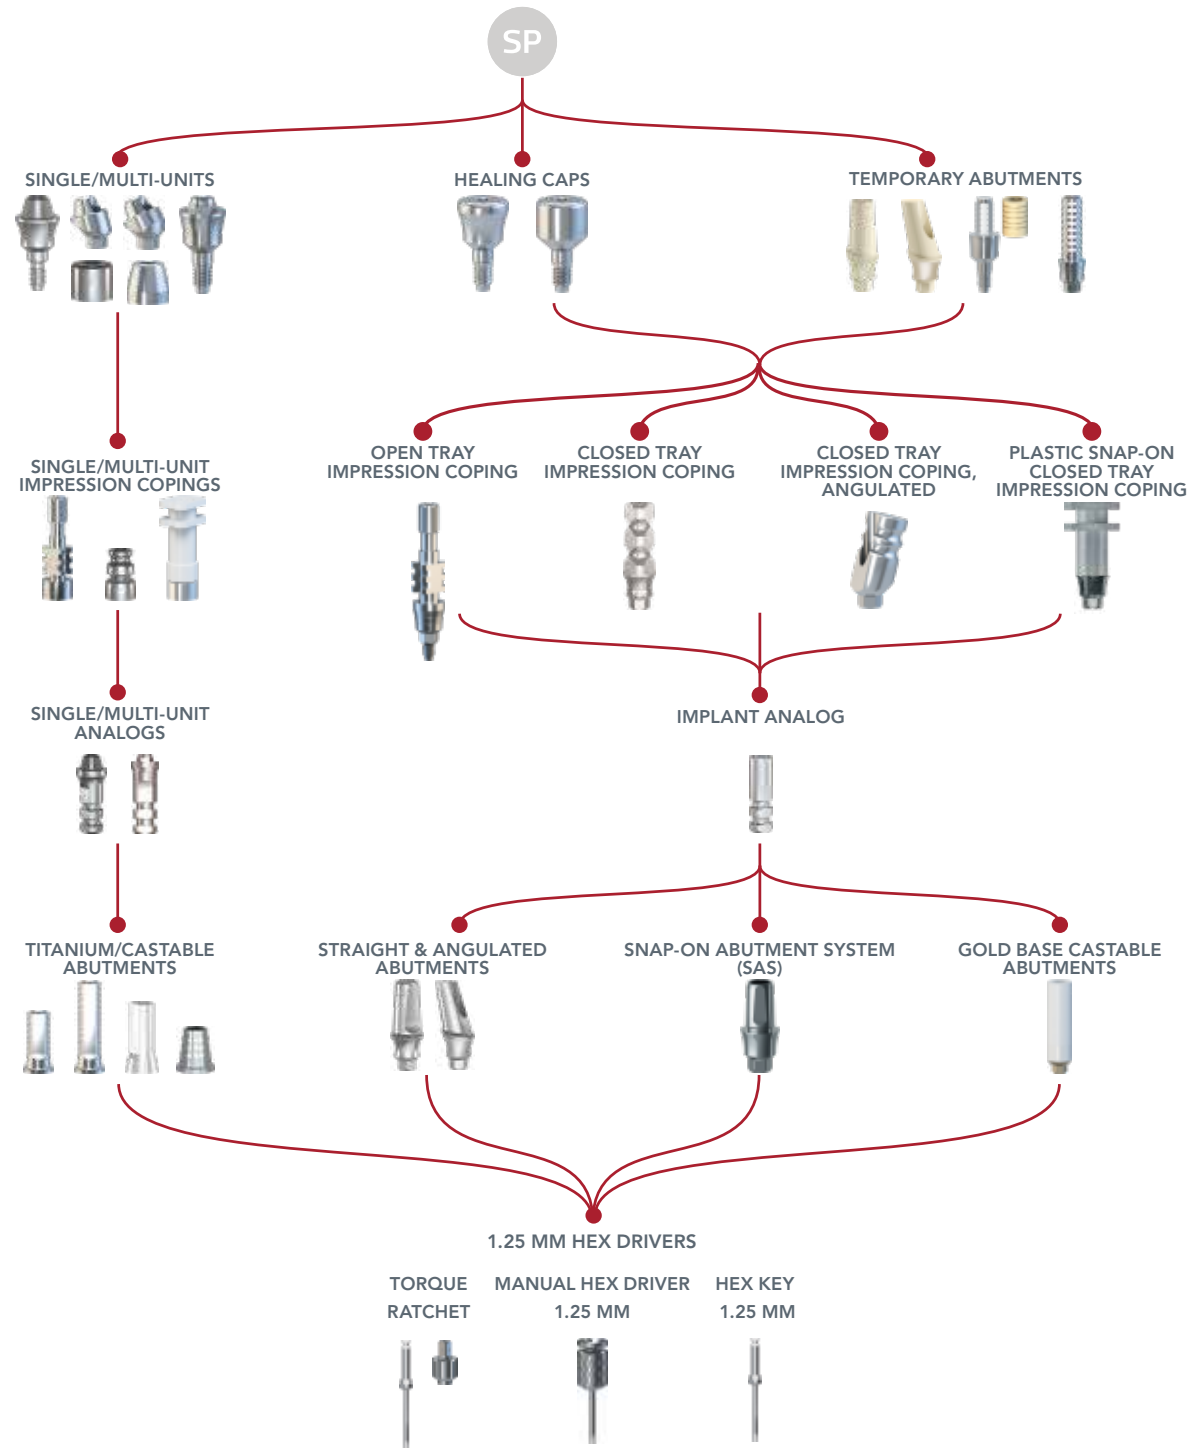 SP
SINGLE/MULTI-UNITS
HEALING CAPS
TEMPORARY ABUTMENTS
OPEN TRAY
IMPRESSION COPING
CLOSED TRAY
IMPRESSION COPING
CLOSED TRAY
IMPRESSION COPING,
ANGULATED
PLASTIC SNAP-ON
CLOSED TRAY
IMPRESSION COPING
SINGLE/MULTI-UNIT
IMPRESSION COPINGS
SINGLE/MULTI-UNIT
ANALOGS
IMPLANT ANALOG
TITANIUM/CASTABLE
ABUTMENTS
STRAIGHT & ANGULATED
ABUTMENTS
SNAP-ON ABUTMENT SYSTEM
(SAS)
GOLD BASE CASTABLE
ABUTMENTS
1.25 MM HEX DRIVERS
TORQUE
RATCHET
MANUAL HEX DRIVER
1.25 MM
HEX KEY
1.25 MM